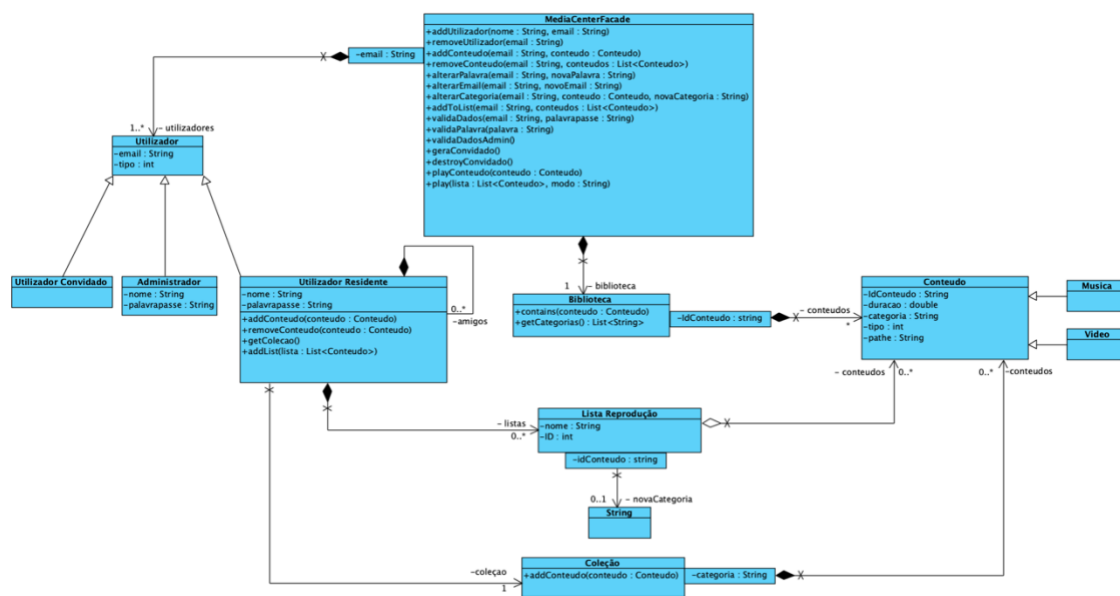 MediaCenterFacade
+addUtilizador(nome : String, email : String)
+removeUtilizador(email : String)
+addConteudo(email : String, conteudo : Conteudo)
+removeConteudo(email : String, conteudos : List<Conteudo>)
+alterarPalavra(email : String, novaPalavra : String)
+alterarEmail(email : String, novoEmail : String)
+alterarCategoria(email : String, conteudo : Conteudo, novaCategoria : String)
+addToList(email : String, conteudos : List<Conteudo>)
+validaDados(email : String, palavrapasse : String)
+validaPalavra(palavra : String)
+validaDadosAdmin()
+geraConvidado()
+destroyConvidado()
+playConteudo(conteudo : Conteudo)
+play(lista : List<Conteudo>, modo : String)
-email : String
1..* - utilizadores
Utilizador
-email : String
-tipo : int
Utilizador Convidado
Administrador
-nome : String
-palavrapasse : String
Utilizador Residente
-nome : String
-palavrapasse : String
+addConteudo(conteudo : Conteudo)
+removeConteudo(conteudo : Conteudo)
+getColecao()
+addList(lista : List<Conteudo>)
0..*
-amigos
1 - biblioteca
Biblioteca
+contains(conteudo : Conteudo)
+getCategorias() : List<String>
-IdConteudo : string
- conteudos
*
Conteudo
-IdConteudo : String
-duracao : double
-categoria : String
-tipo : int
-pathe : String
Musica
Video
- conteudos 0..*
0..* -conteudos
- listas
0..*
Lista Reprodução
-nome : String
-ID : int
-idConteudo : string
0..1 - novaCategoria
String
-coleçao
1
Coleção
+addConteudo(conteudo : Conteudo)
-categoria : String